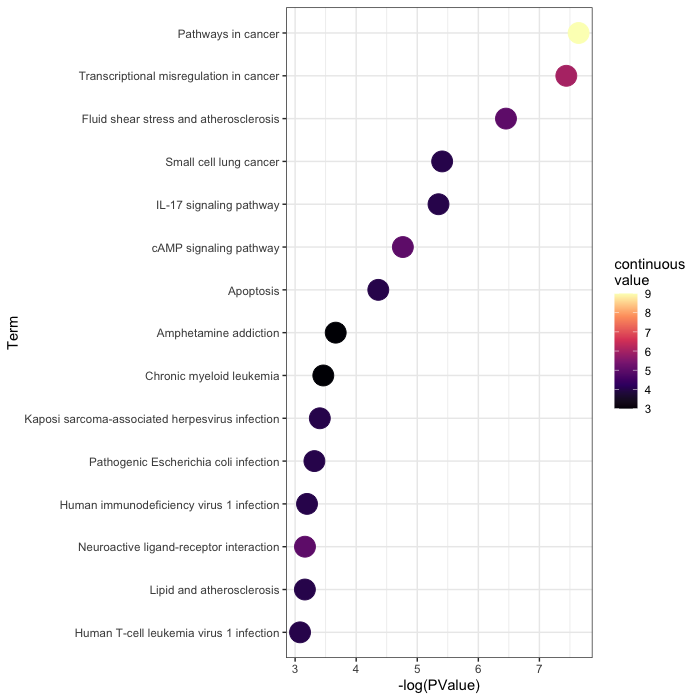 Pathways in cancer
Transcriptional misregulation in cancer
Fluid shear stress and atherosclerosis
Small cell lung cancer
IL-17 signaling pathway
cAMP signaling pathway
Apoptosis
Amphetamine addiction
Chronic myeloid leukemia
Kaposi sarcoma-associated herpesvirus infection
Pathogenic Escherichia coli infection
Human immunodeficiency virus 1 infection
Neuroactive ligand-receptor interaction
Lipid and atherosclerosis
Human T-cell leukemia virus 1 infection
Term
3 4 5 6 7
-log(PValue)
continuous
value
9
8
7
6
5
4
3